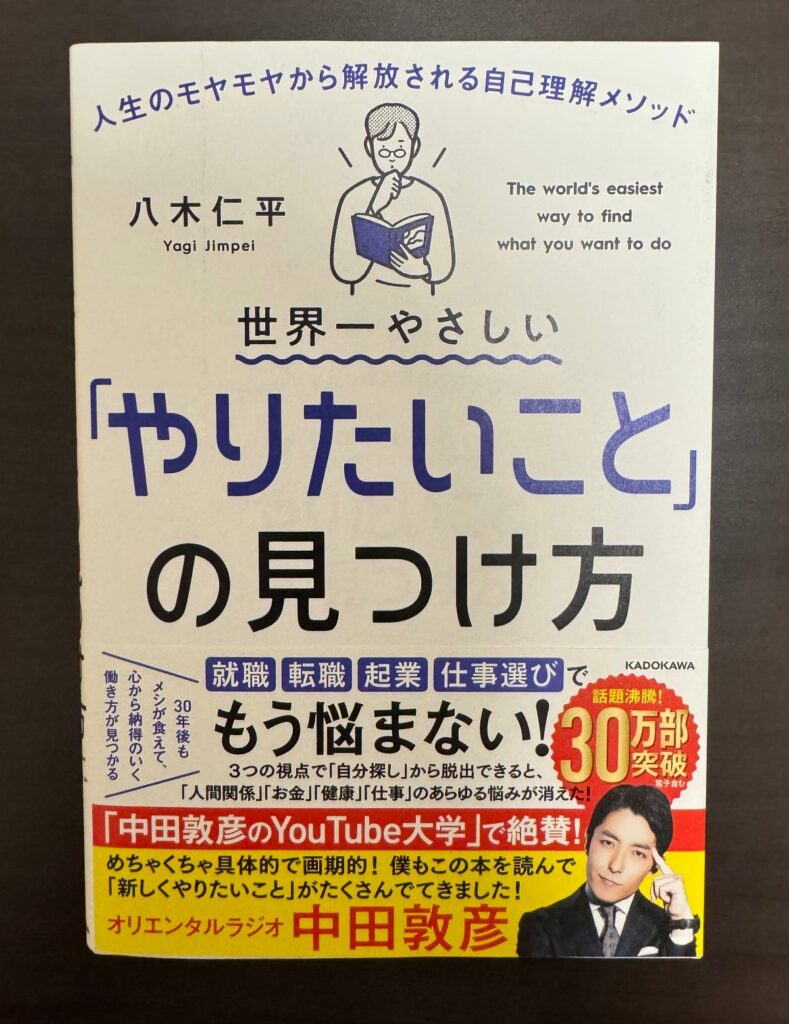 人生のモヤモヤから解放される自己理解メソッド
八木仁平
Yagi Jimpei
The world's easiest
way to find
what you want to do
世界一やさしい
「やりたいこと」
の見つけ方
KADOKAWA
就職 転職 起業 仕事選びで
もう悩まない!
30年後も
メシが食えて、
心から納得のいく
働き方が見つかる
話題沸騰!
30万部
突破
電子含む
3つの視点で「自分探し」から脱出できると、
「人間関係」「お金」「健康」「仕事」のあらゆる悩みが消えた!
「中田敦彦のYouTube大学」で絶賛!
めちゃくちゃ具体的で画期的! 僕もこの本を読んで
「新しくやりたいこと」がたくさんでてきました!
オリエンタルラジオ 中田敦彦